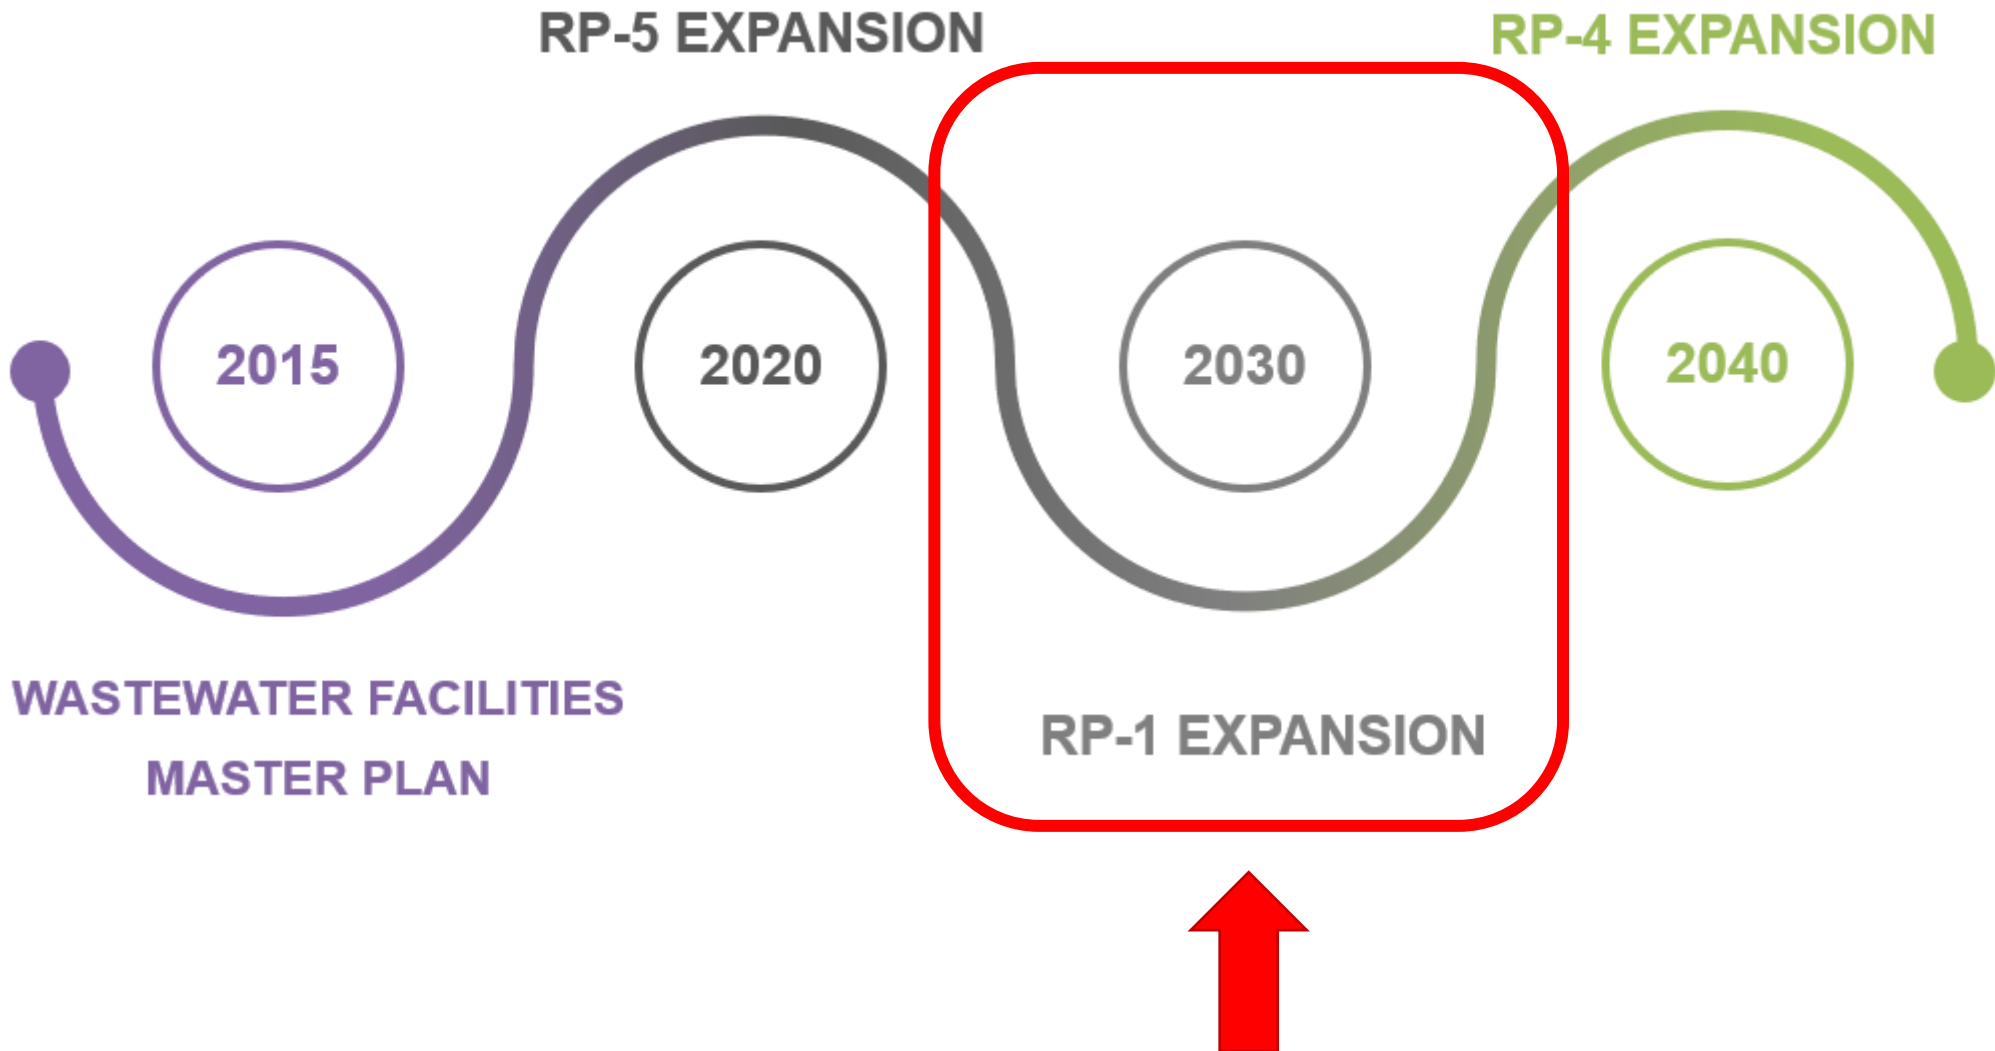 RP-5 EXPANSION
RP-4 EXPANSION
2015
2020
2030
2040
WASTEWATER FACILITIES
MASTER PLAN
RP-1 EXPANSION